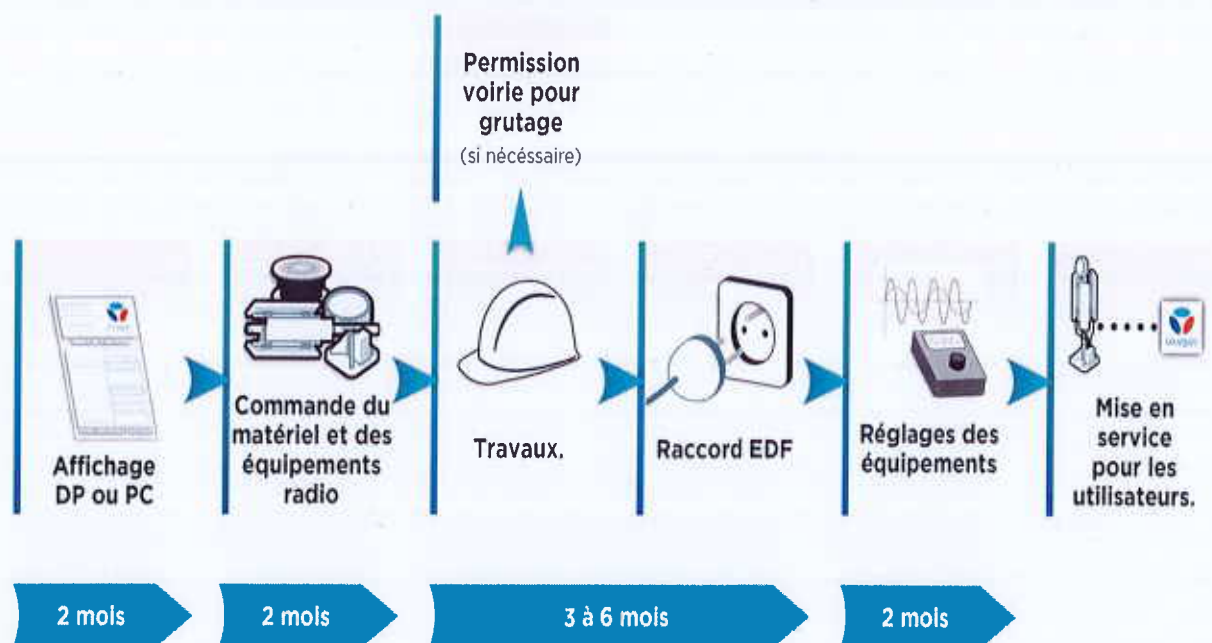 Permission
voirie pour
grutage
(si nécéssaire)
Affichage
DP ou PC
Commande du
matériel et des
équipements
radio
Travaux.
Raccord EDF
Réglages des
équipements
Mise en
service
pour les
utilisateurs.
2 mois
2 mois
3 à 6 mois
2 mois